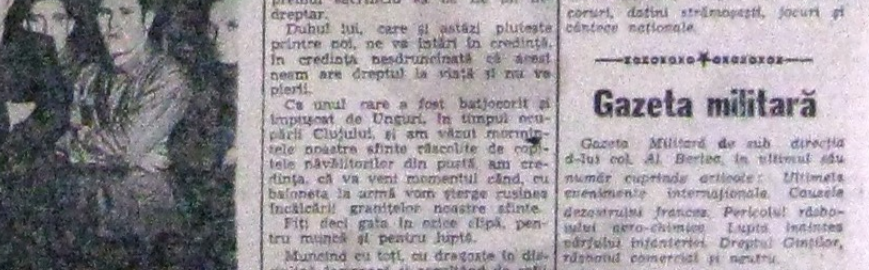 dreptar.
Duhul lui, care și astăzi plutește
printre noi, ne va întări în credință,
în credința nesdruncinată că acest
neam are dreptul la viață și nu va
pieri.
Ca unul care a fost batjocorit și
împușcat de Unguri, în timpul ocu-
pării Clujului, și am văzut mormin-
tele noastre sfinte răscolite de copi-
tele năvălitorilor din pustă, am cre-
dința, că va veni momentul când, cu
baioneta la armă vom șterge rușinea
încălcării granițelor noastre sfinte.
Fiți deci gata în orice clipă, pen-
tru muncă și pentru luptă.
Muncind cu toți, cu dragoste în
coruri, datini strămoșești, jocuri și
cântece naționale.
Gazeta militară
Gazeta Militară de sub direcția
d-lui col. Al. Bertea, în ultimul său
număr cuprinde articole: Ultimele
evenimente internaționale. Cauzele
dezastrului francez. Pericolul răsbo-
iului aero-chimic. Lupta înaintea
vârfului infanteriei. Dreptul Ginților,
răsboiul comercial și neutru.